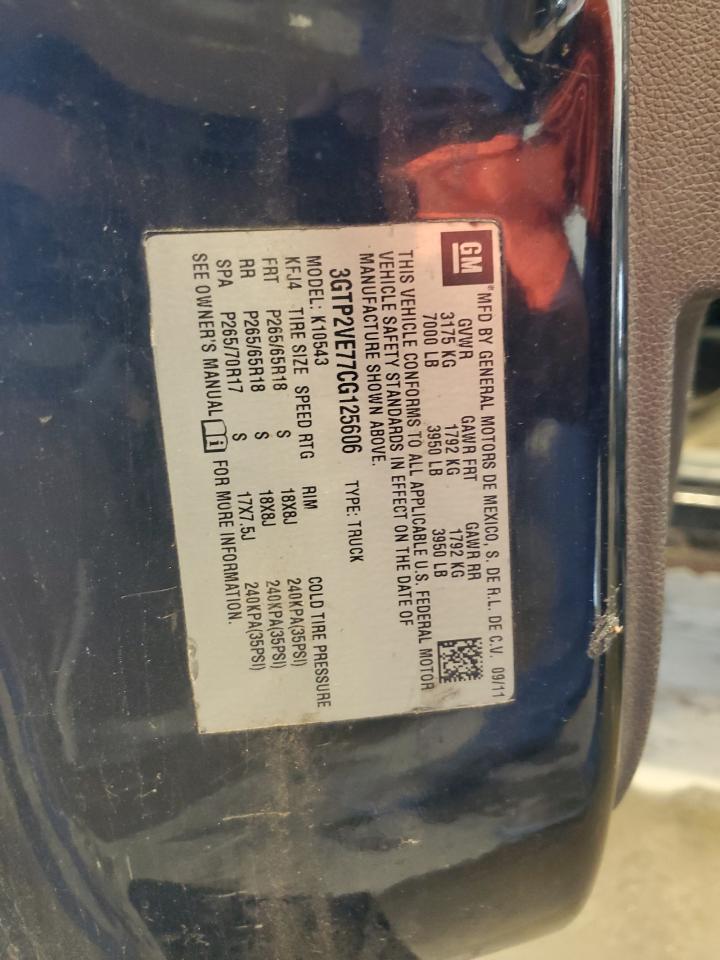 GM
®MFD BY GENERAL MOTORS DE MEXICO, S. DE R.L. DE C.V. 09/11
GVWR GAWR FRT GAWR RR
3175 KG 1792 KG 1792 KG
7000 LB 3950 LB 3950 LB
THIS VEHICLE CONFORMS TO ALL APPLICABLE U.S. FEDERAL MOTOR
VEHICLE SAFETY STANDARDS IN EFFECT ON THE DATE OF
MANUFACTURE SHOWN ABOVE.
3GTP2VE77CG125606 TYPE: TRUCK
MODEL: K10543
KFJ4 TIRE SIZE SPEED RTG RIM COLD TIRE PRESSURE
FRT P265/65R18 S 18X8J 240KPA(35PSI)
RR P265/65R18 S 18X8J 240KPA(35PSI)
SPA P265/70R17 S 17X7.5J 240KPA(35PSI)
SEE OWNER'S MANUAL i FOR MORE INFORMATION.